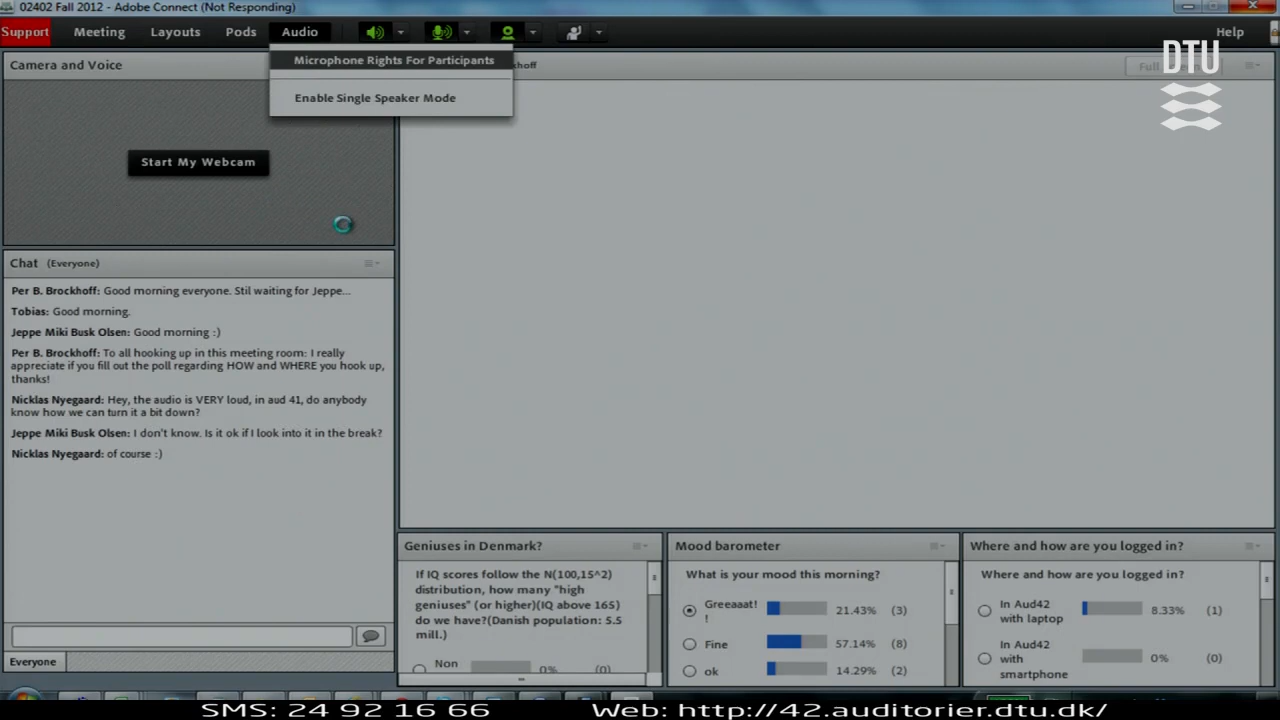 02402 Fall 2012 - Adobe Connect (Not Responding)
Support Meeting Layouts Pods Audio Help
Microphone Rights For Participants
Enable Single Speaker Mode
Camera and Voice
hoff
Full
DTU
Start My Webcam
Chat (Everyone)
Per B. Brockhoff: Good morning everyone. Stil waiting for Jeppe...
Tobias: Good morning.
Jeppe Miki Busk Olsen: Good morning :)
Per B. Brockhoff: To all hooking up in this meeting room: I really
appreciate if you fill out the poll regarding HOW and WHERE you hook up,
thanks!
Nicklas Nyegaard: Hey, the audio is VERY loud, in aud 41, do anybody
know how we can turn it a bit down?
Jeppe Miki Busk Olsen: I don't know. Is it ok if I look into it in the break?
Nicklas Nyegaard: of course :)
Everyone
Geniuses in Denmark?
If IQ scores follow the N(100,15^2)
distribution, how many "high
geniuses" (or higher)(IQ above 165)
do we have?(Danish population: 5.5
mill.)
Non 0% (0)
Mood barometer
What is your mood this morning?
Greeaaat!
! 21.43% (3)
Fine 57.14% (8)
ok 14.29% (2)
Where and how are you logged in?
Where and how are you logged in?
In Aud42
with laptop 8.33% (1)
In Aud42
with
smartphone 0% (0)
SMS: 24 92 16 66 Web: http://42.auditorier.dtu.dk/